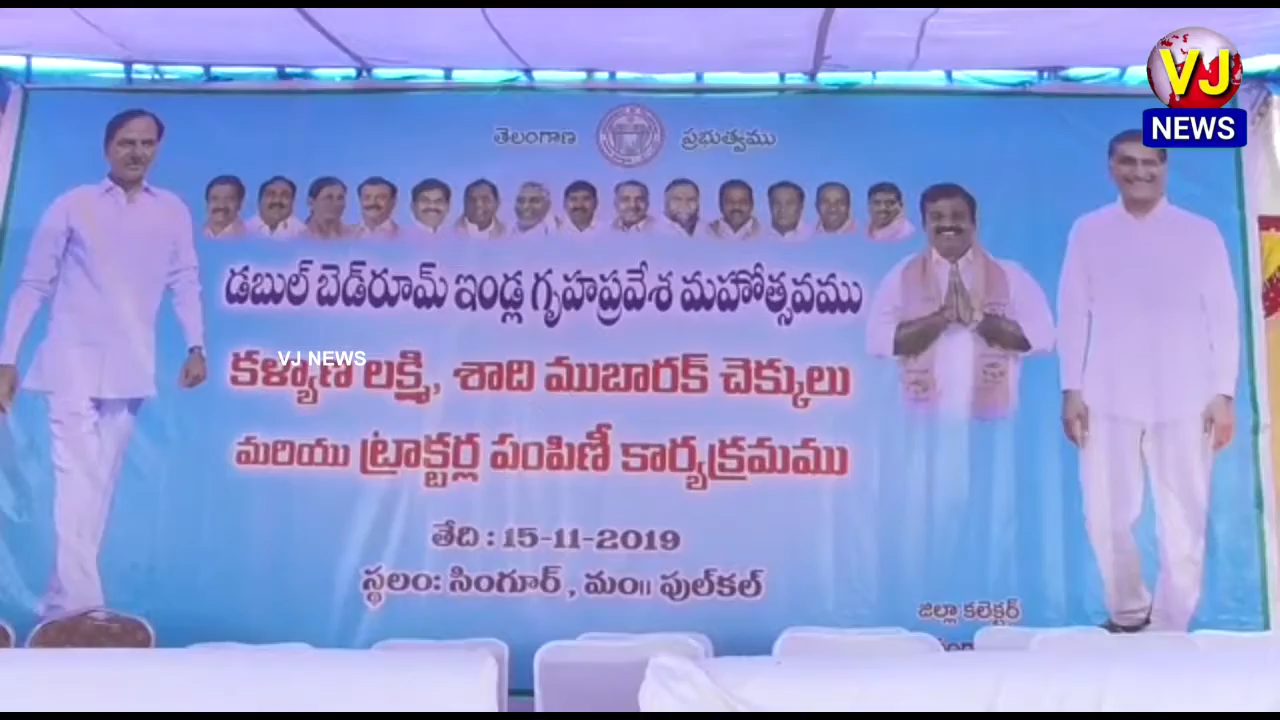 VJ
NEWS
తెలంగాణ ప్రభుత్వము
డబుల్ బెడ్‌రూమ్ ఇండ్ల గృహప్రవేశ మహోత్సవము
కళ్యాణ లక్ష్మి, శాది ముబారక్ చెక్కులు
VJ NEWS
మరియు ట్రాక్టర్ల పంపిణీ కార్యక్రమము
తేది : 15-11-2019
స్థలం: సింగూర్ , మం॥ పుల్‌కల్
జిల్లా కలెక్టర్